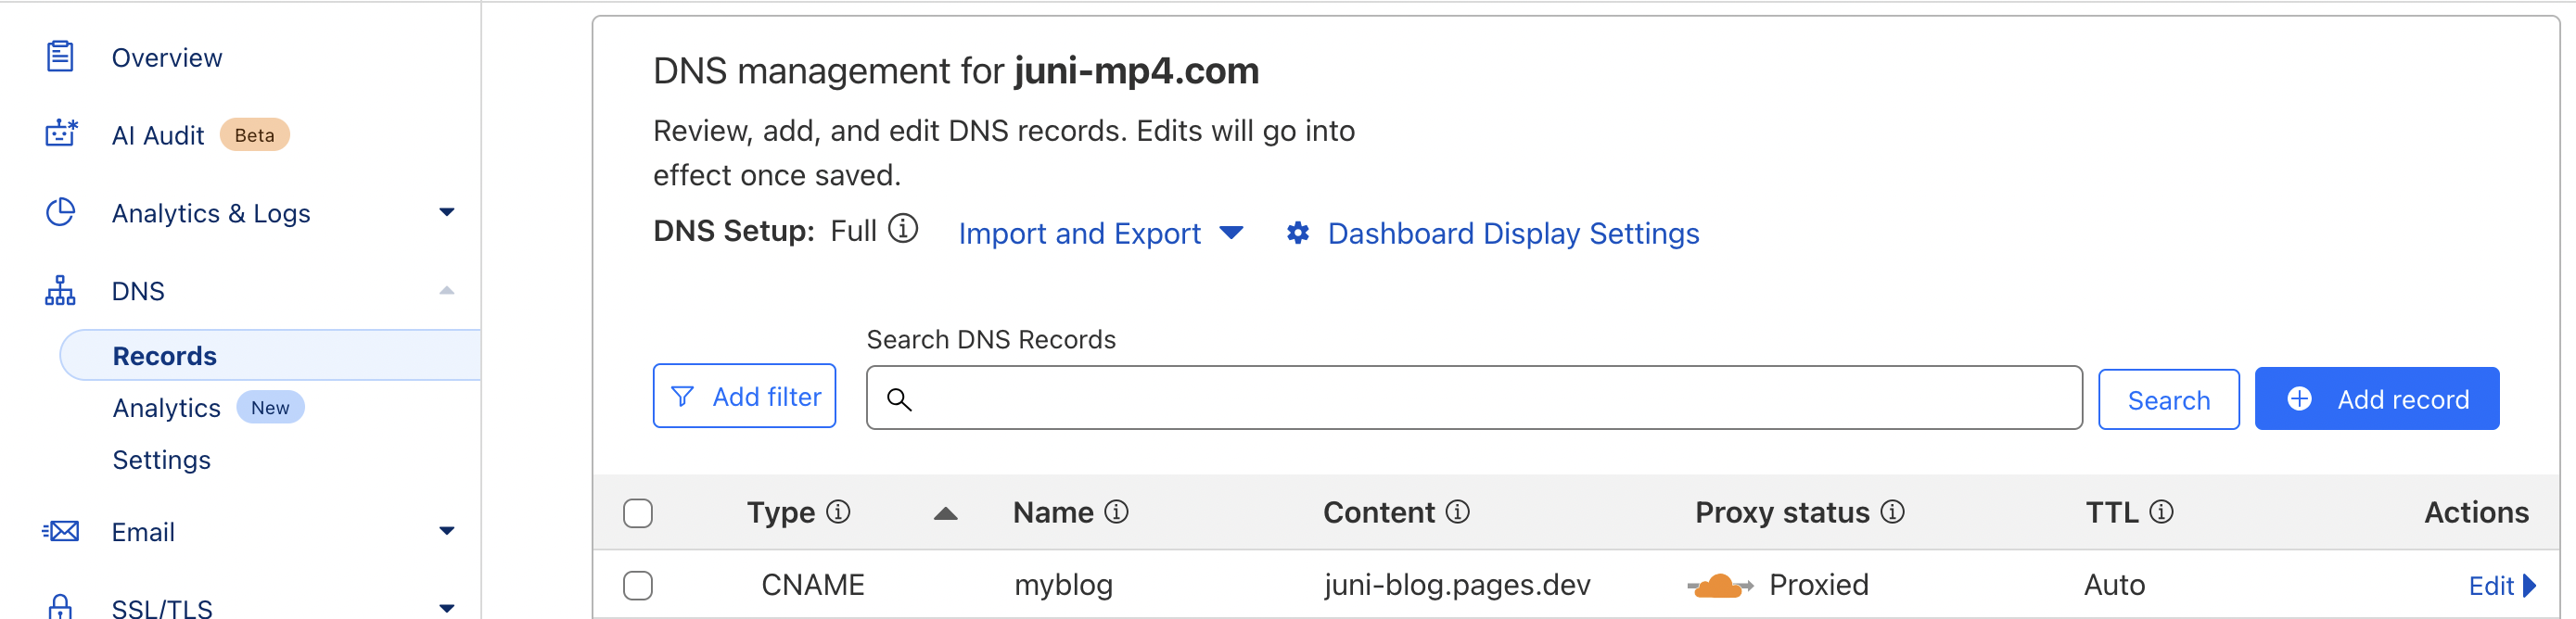 Overview
AI Audit Beta
Analytics & Logs
DNS
Records
Analytics New
Settings
Email
SSL/TLS
DNS management for juni-mp4.com
Review, add, and edit DNS records. Edits will go into
effect once saved.
DNS Setup: Full Import and Export Dashboard Display Settings
Search DNS Records
Add filter Search Add record
Type Name Content Proxy status TTL Actions
CNAME myblog juni-blog.pages.dev Proxied Auto Edit